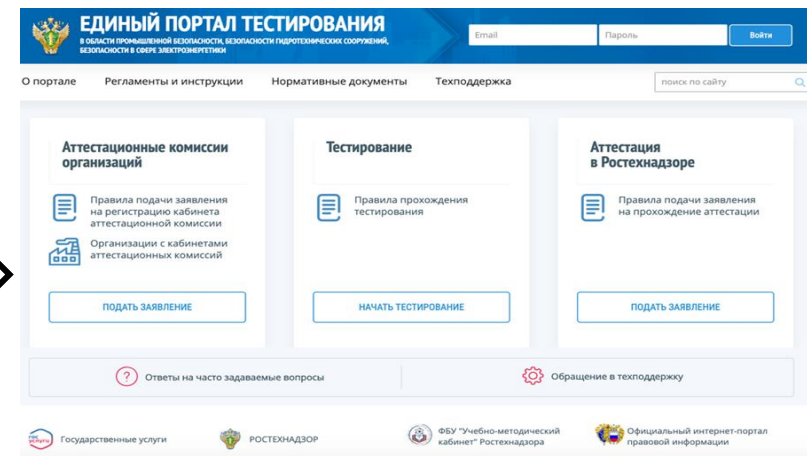 ЕДИНЫЙ ПОРТАЛ ТЕСТИРОВАНИЯ
В ОБЛАСТИ ПРОМЫШЛЕННОЙ БЕЗОПАСНОСТИ, БЕЗОПАСНОСТИ ГИДРОТЕХНИЧЕСКИХ СООРУЖЕНИЙ,
БЕЗОПАСНОСТИ В СФЕРЕ ЭЛЕКТРОЭНЕРГЕТИКИ
Email
Пароль
Войти
О портале
Регламенты и инструкции
Нормативные документы
Техподдержка
поиск по сайту
Аттестационные комиссии
организаций
Правила подачи заявления
на регистрацию кабинета
аттестационной комиссии
Организации с кабинетами
аттестационных комиссий
ПОДАТЬ ЗАЯВЛЕНИЕ
Тестирование
Правила прохождения
тестирования
НАЧАТЬ ТЕСТИРОВАНИЕ
Аттестация
в Ростехнадзоре
Правила подачи заявления
на прохождение аттестации
ПОДАТЬ ЗАЯВЛЕНИЕ
? Ответы на часто задаваемые вопросы
Обращение в техподдержку
Государственные услуги
РОСТЕХНАДЗОР
ФБУ "Учебно-методический
кабинет" Ростехнадзора
Официальный интернет-портал
правовой информации